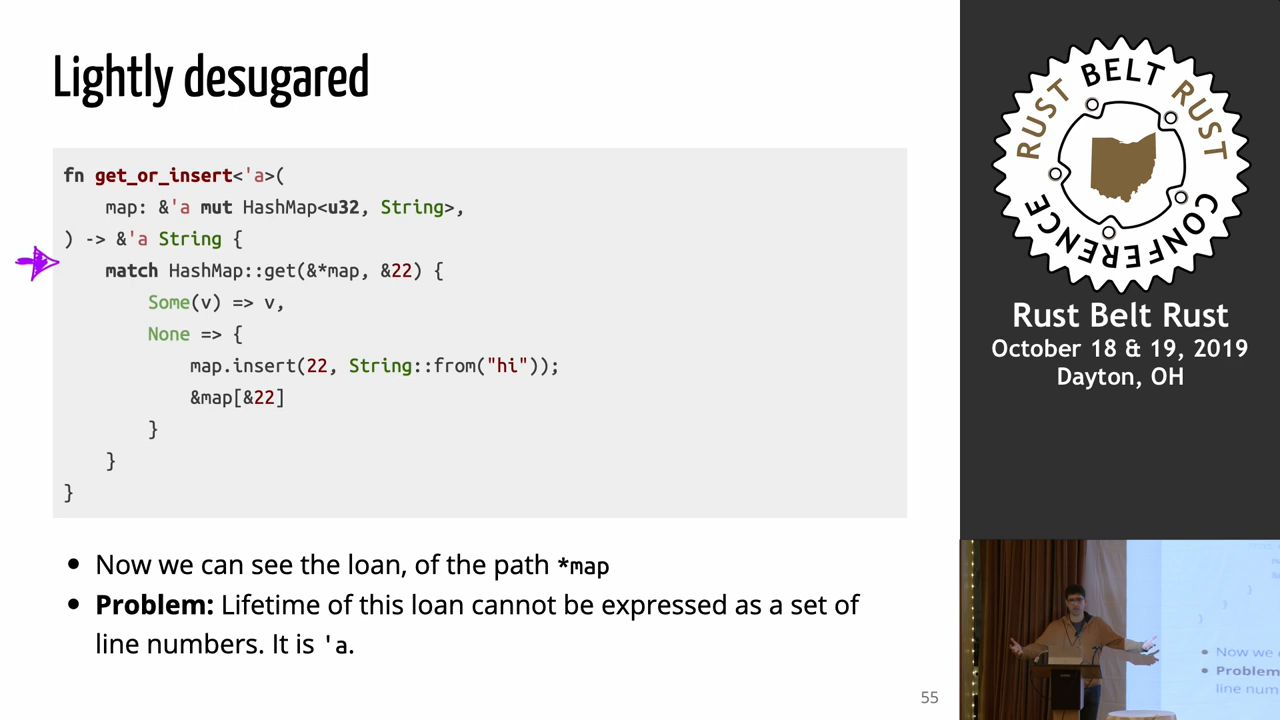 Lightly desugared
fn get_or_insert<'a>(
    map: &'a mut HashMap<u32, String>,
) -> &'a String {
    match HashMap::get(&*map, &22) {
        Some(v) => v,
        None => {
            map.insert(22, String::from("hi"));
            &map[&22]
        }
    }
}
Now we can see the loan, of the path *map
Problem: Lifetime of this loan cannot be expressed as a set of
line numbers. It is 'a.
55
RUST BELT RUST
CONFERENCE
Rust Belt Rust
October 18 & 19, 2019
Dayton, OH
Now we
Problem
line num